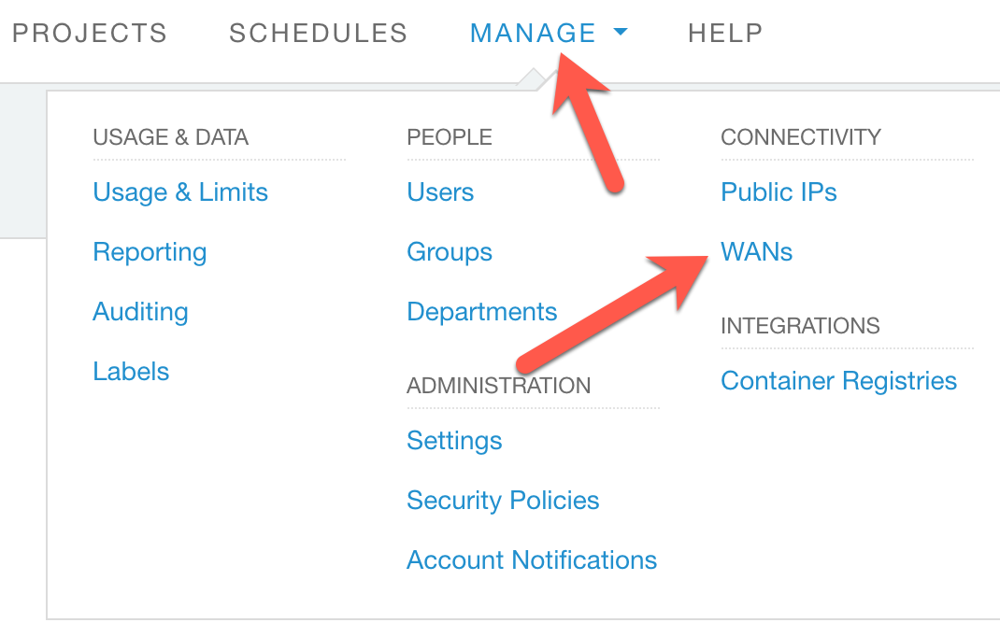 PROJECTS SCHEDULES MANAGE HELP
USAGE & DATA
Usage & Limits
Reporting
Auditing
Labels
PEOPLE
Users
Groups
Departments
ADMINISTRATION
Settings
Security Policies
Account Notifications
CONNECTIVITY
Public IPs
WANs
INTEGRATIONS
Container Registries